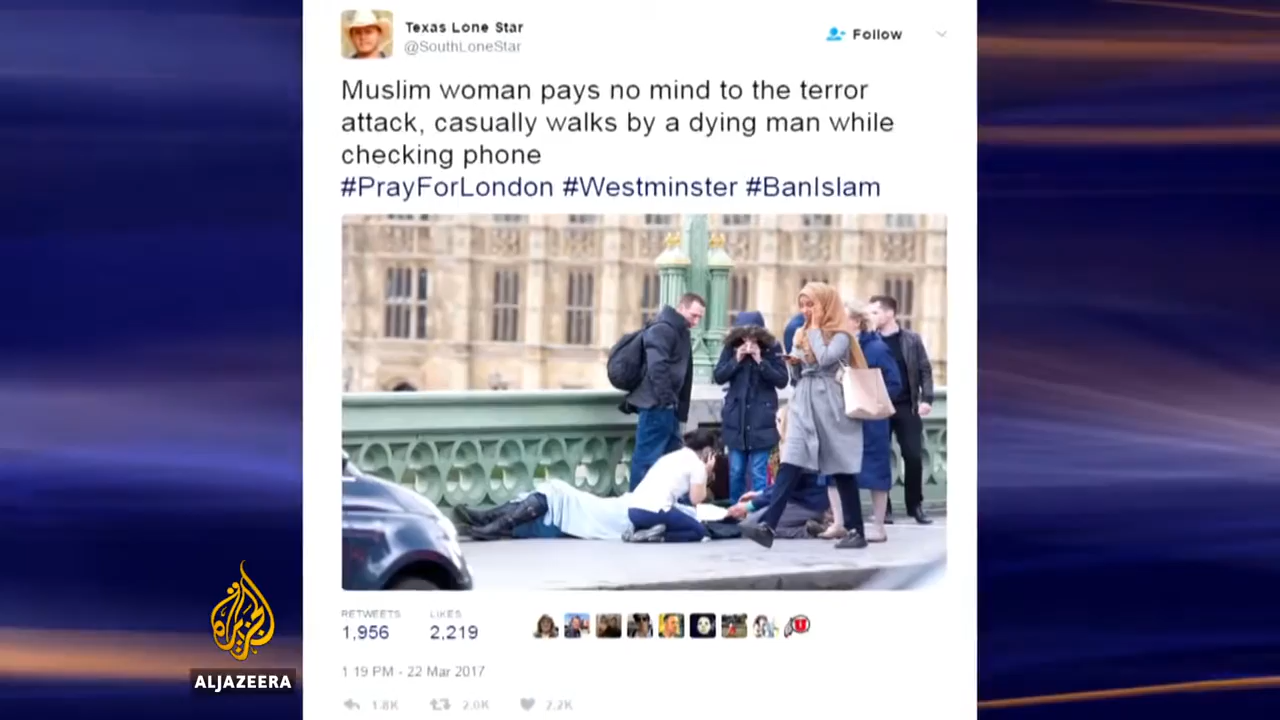 Texas Lone Star
@SouthLoneStar
Follow
Muslim woman pays no mind to the terror
attack, casually walks by a dying man while
checking phone
#PrayForLondon #Westminster #BanIslam
RETWEETS
LIKES
1,956
2,219
1 19 PM - 22 Mar 2017
1.8K
2.0K
2.2K
الجزيرة
ALJAZEERA